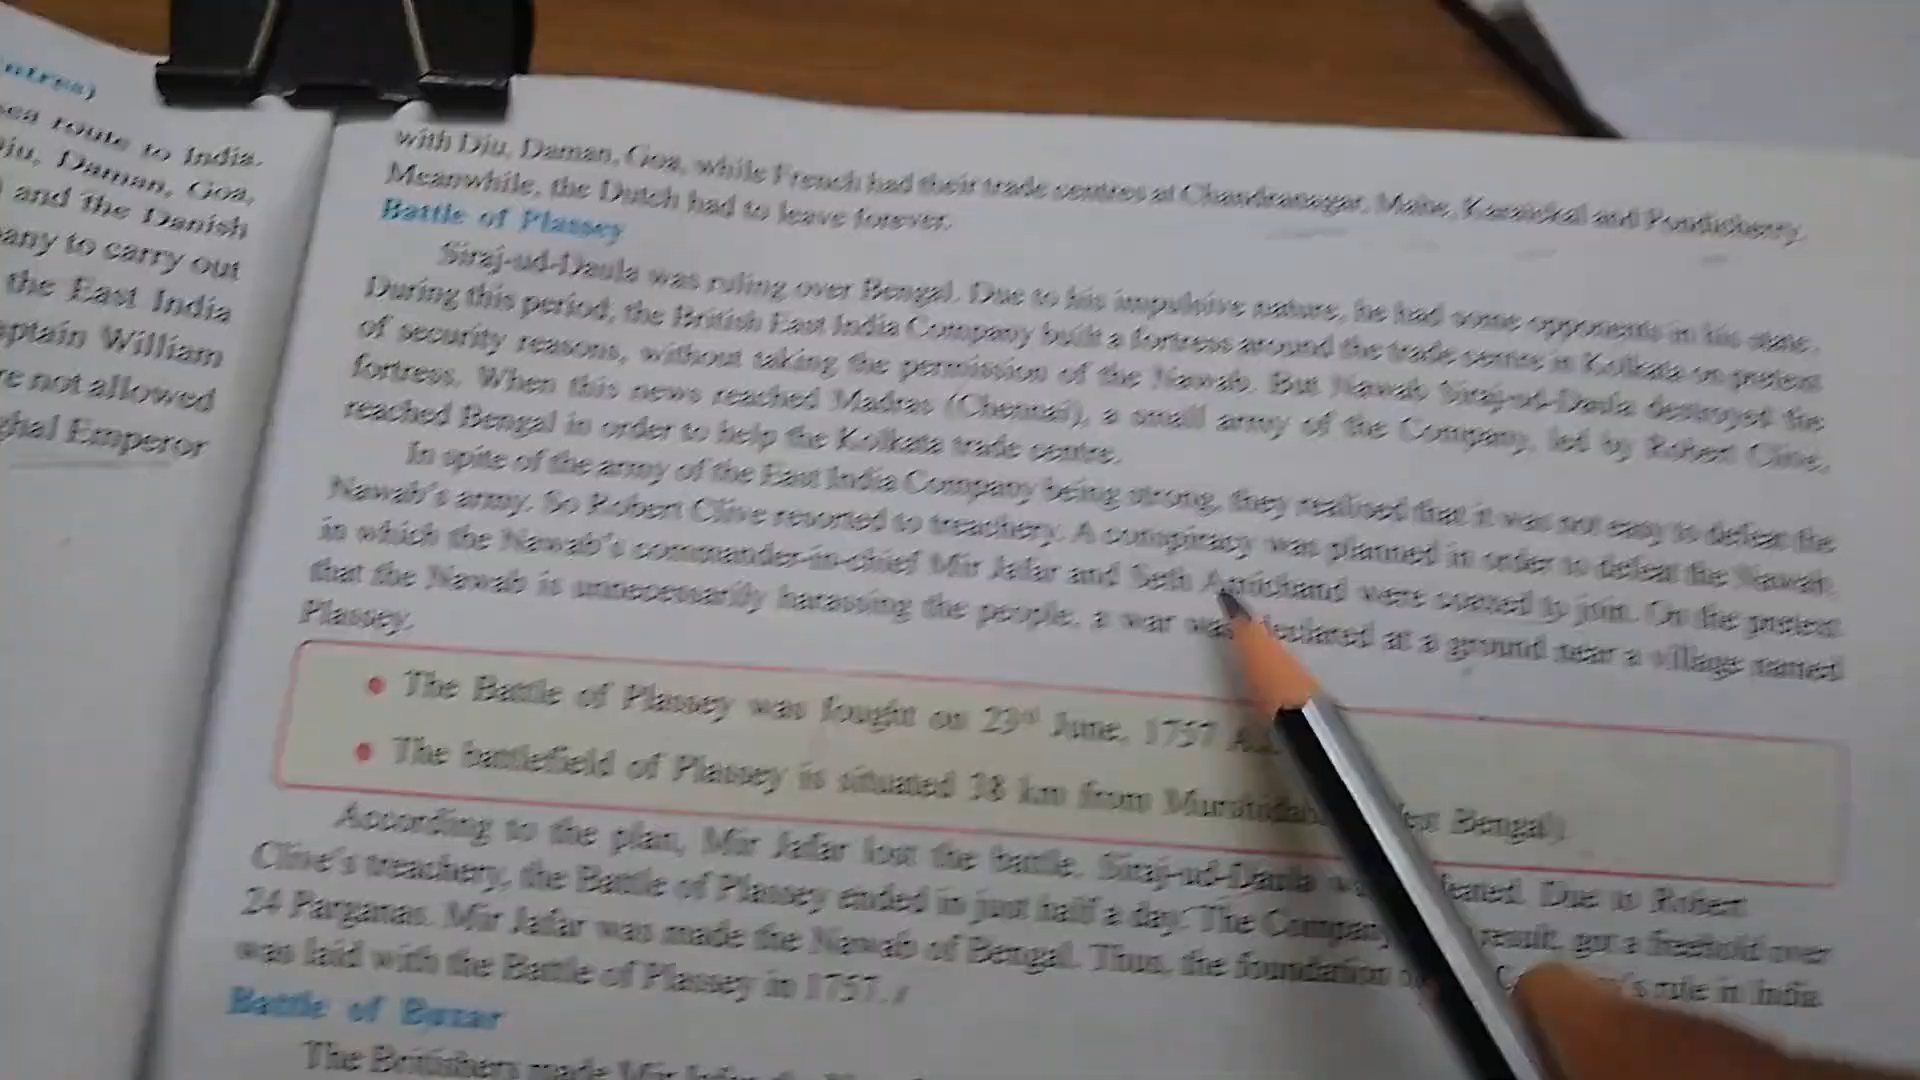 sea route to India.
Diu, Daman, Goa,
and the Danish
any to carry out
the East India
aptain William
re not allowed
ghal Emperor
with Diu, Daman, Goa, while French had their trade centres at Chandranagar, Mahe, Karaickal and Pondicherry.
Meanwhile, the Dutch had to leave forever.
Battle of Plassey
Siraj-ud-Daula was ruling over Bengal. Due to his impulsive nature, he had some opponents in his state.
During this period, the British East India Company built a fortress around the trade centre in Kolkata on pretext
of security reasons, without taking the permission of the Nawab. But Nawab Siraj-ud-Daula destroyed the
fortress. When this news reached Madras (Chennai), a small army of the Company, led by Robert Clive,
reached Bengal in order to help the Kolkata trade centre.
In spite of the army of the East India Company being strong, they realised that it was not easy to defeat the
Nawab's army. So Robert Clive resorted to treachery. A conspiracy was planned in order to defeat the Nawab,
in which the Nawab's commander-in-chief Mir Jafar and Seth Amichand were coaxed to join. On the pretext
that the Nawab is unnecessarily harassing the people, a war was declared at a ground near a village named
Plassey.
• The Battle of Plassey was fought on 23rd June, 1757
• The battlefield of Plassey is situated 38 km from Bengal)
According to the plan, Mir Jafar lost the battle. Siraj-ud-Daula Due to Robert
Clive's treachery, the Battle of Plassey ended in just half a day. The Company result, got a freehold over
24 Parganas. Mir Jafar was made the Nawab of Bengal. Thus, the foundation rule in India
was laid with the Battle of Plassey in 1757.
Battle of Buxar
The Britishers made Mir Jafar the